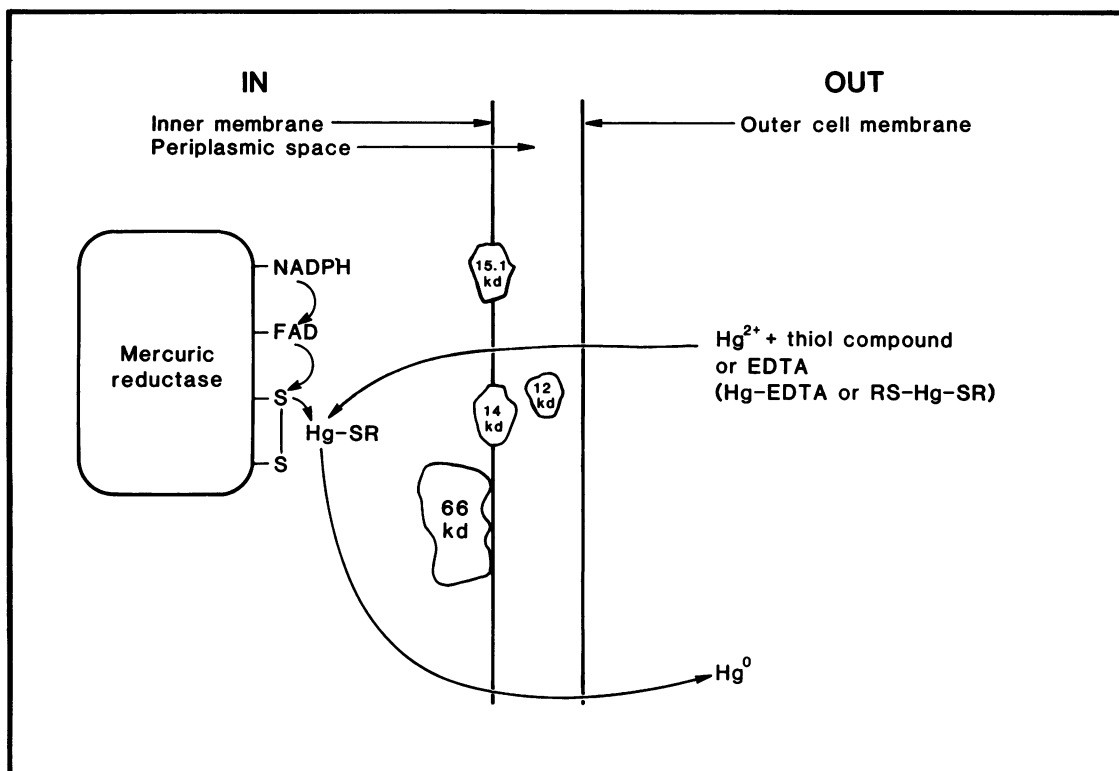 IN
OUT
Inner membrane
Periplasmic space
Outer cell membrane
15.1
kd
NADPH
FAD
Mercuric
reductase
S
S
Hg-SR
Hg²⁺ + thiol compound
or EDTA
(Hg-EDTA or RS-Hg-SR)
12
kd
14
kd
66
kd
Hg⁰